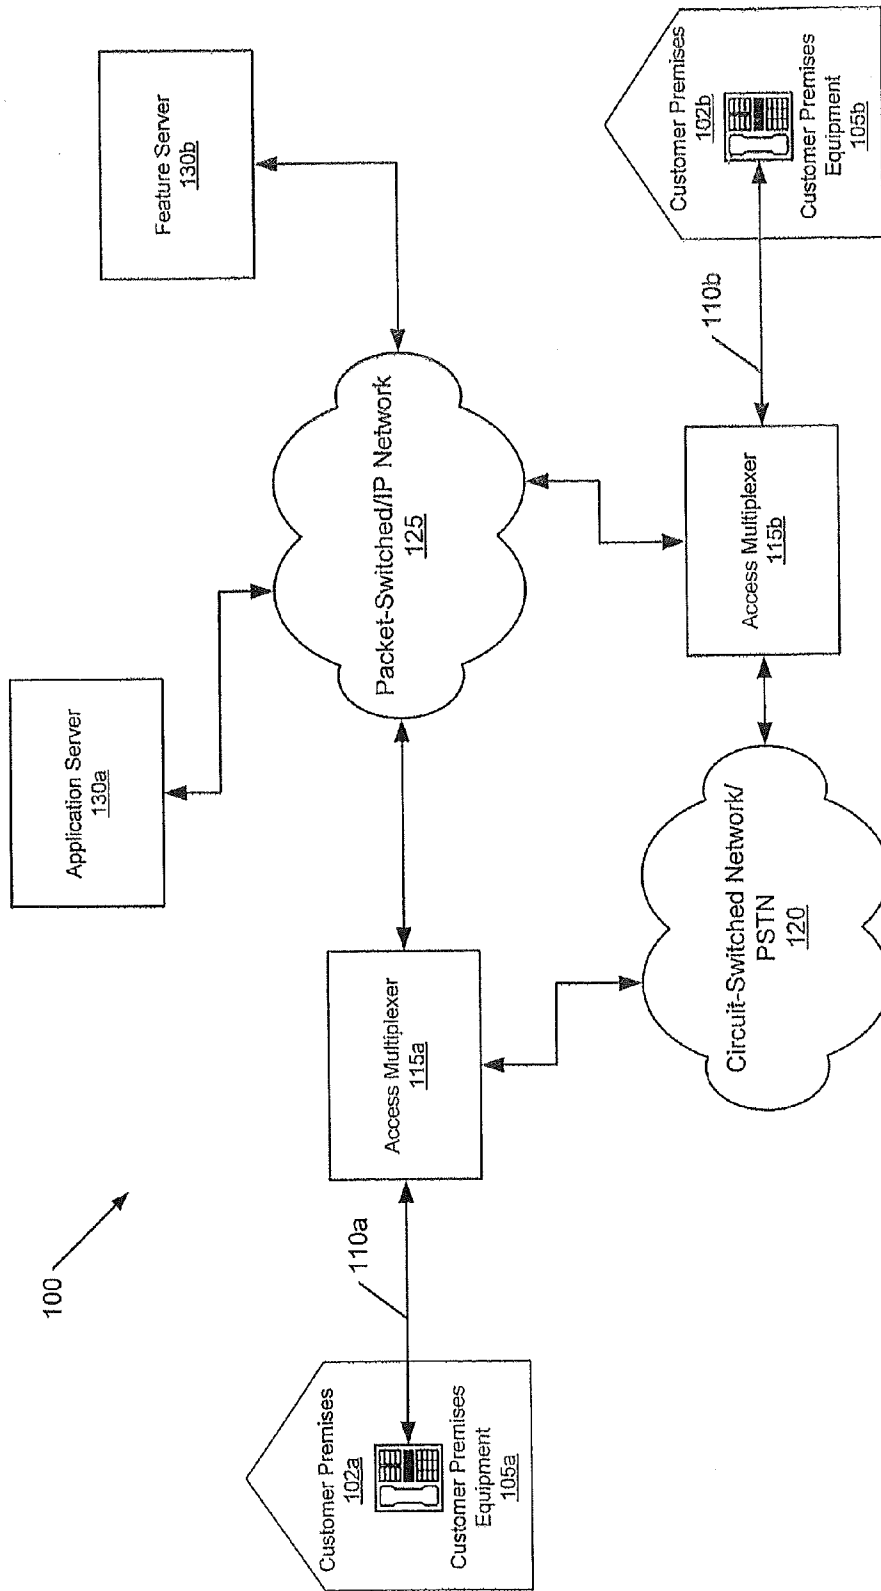 100
Customer Premises
102a
Customer Premises
Equipment
105a
110a
Access Multiplexer
115a
Application Server
130a
Packet-Switched/IP Network
125
Feature Server
130b
Circuit-Switched Network/
PSTN
120
Access Multiplexer
115b
110b
Customer Premises
102b
Customer Premises
Equipment
105b